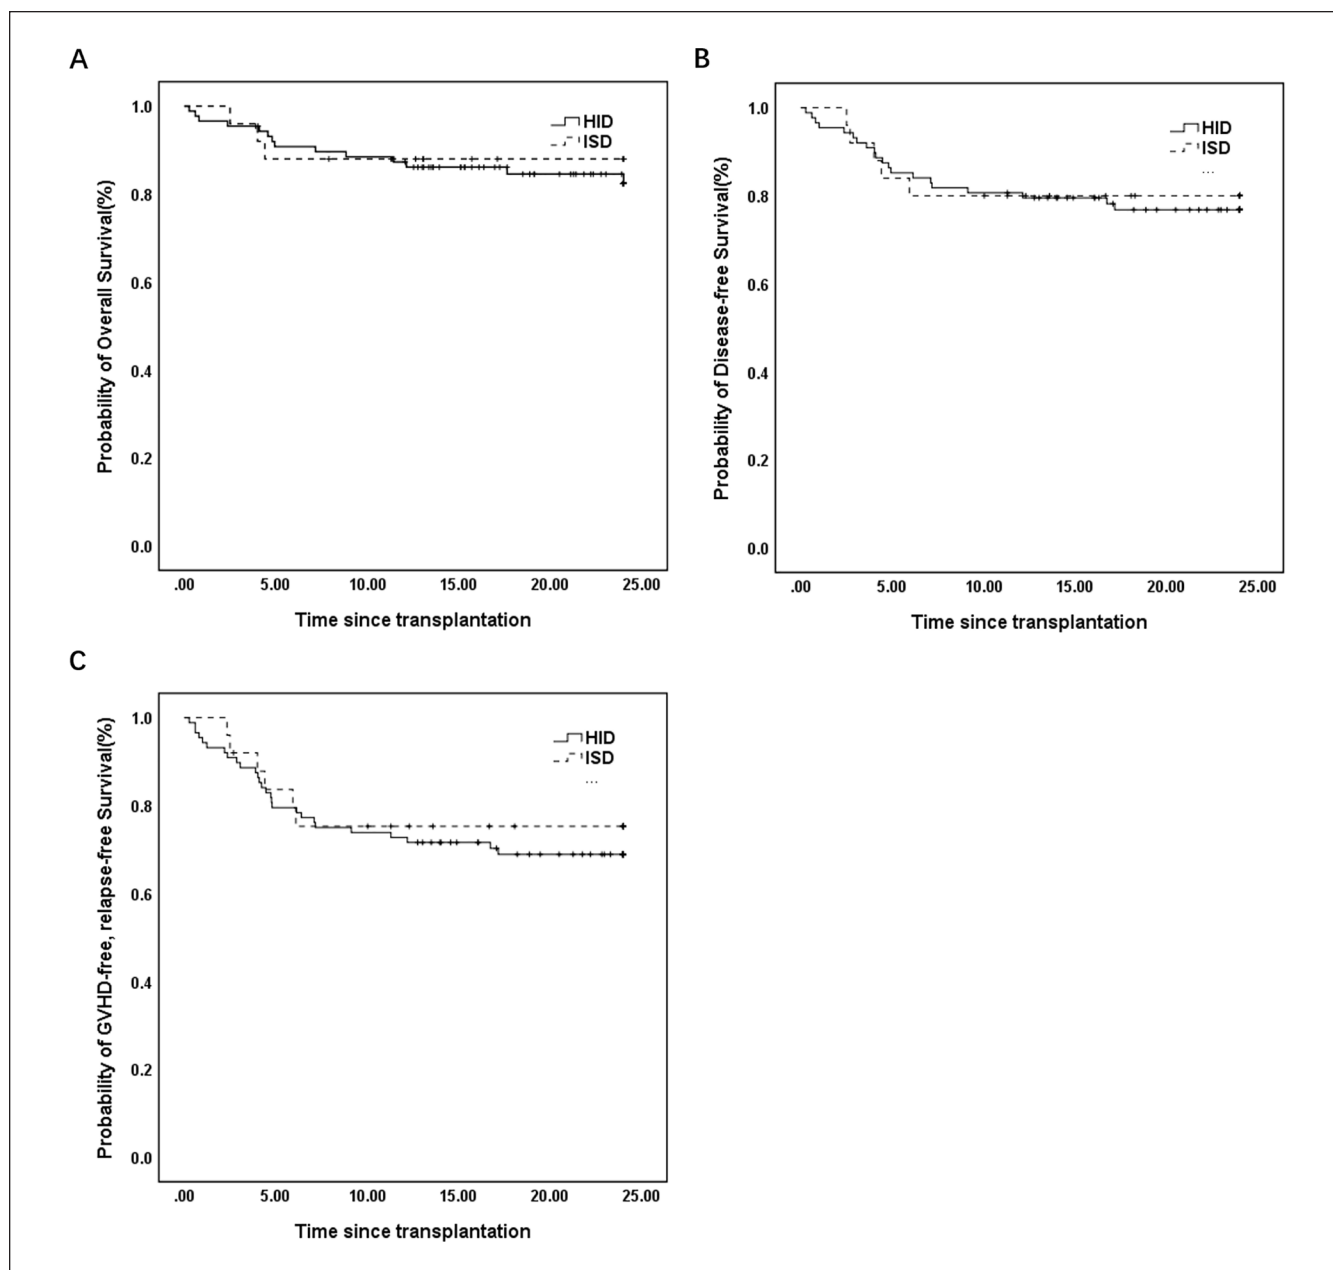 A
Probability of Overall Survival(%)
1.0
0.8
0.6
0.4
0.2
0.0
HID
ISD
.00 5.00 10.00 15.00 20.00 25.00
Time since transplantation
B
Probability of Disease-free Survival(%)
1.0
0.8
0.6
0.4
0.2
0.0
HID
ISD
...
.00 5.00 10.00 15.00 20.00 25.00
Time since transplantation
C
Probability of GVHD-free, relapse-free Survival(%)
1.0
0.8
0.6
0.4
0.2
0.0
HID
ISD
...
.00 5.00 10.00 15.00 20.00 25.00
Time since transplantation